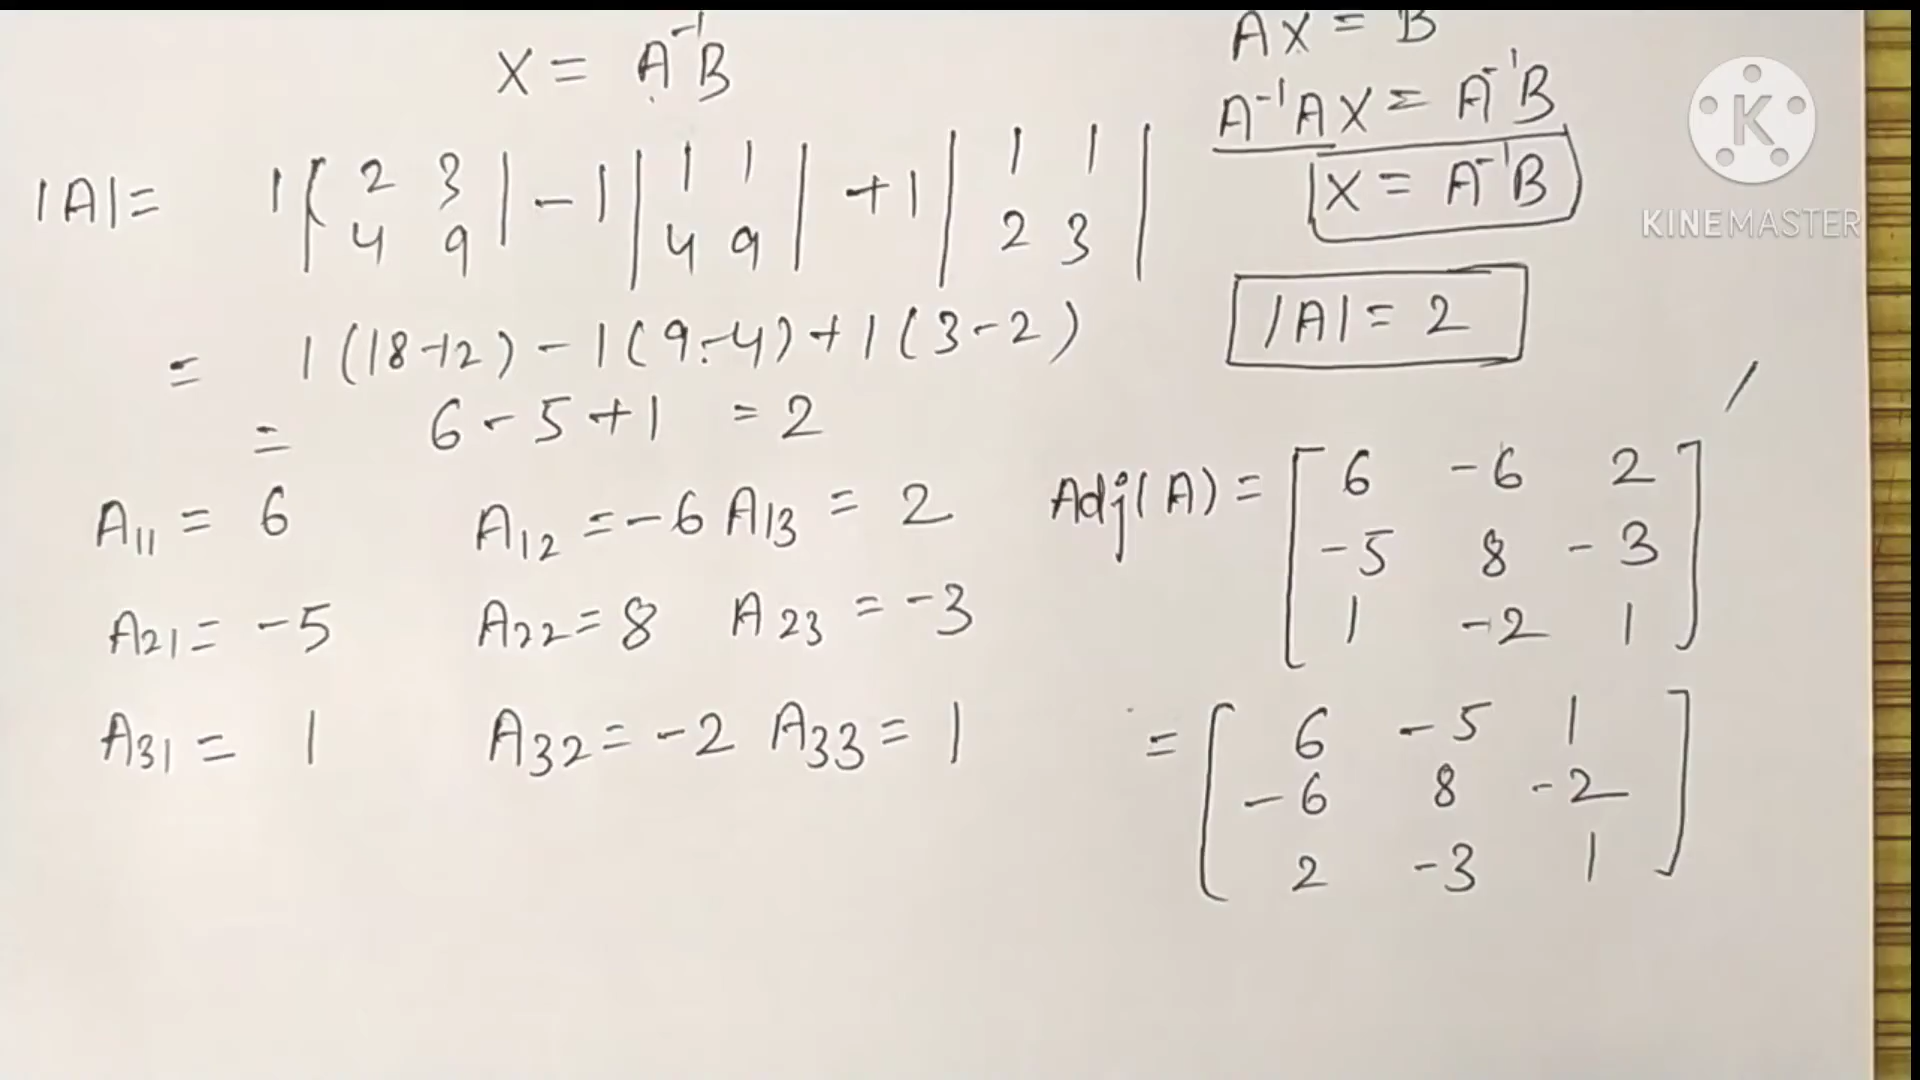 X = A⁻¹B
AX = B
A⁻¹AX = A⁻¹B
X = A⁻¹B
KINEMASTER
|A| = 1 | 2 3 | - 1 | 1 1 | + 1 | 1 1 |
| 4 9 | | 4 9 | | 2 3 |
= 1(18-12) - 1(9-4) + 1(3-2)
|A| = 2
= 6 - 5 + 1 = 2
A11 = 6 A12 = -6 A13 = 2
A21 = -5 A22 = 8 A23 = -3
A31 = 1 A32 = -2 A33 = 1
Adj(A) = [ 6 -6 2
-5 8 -3
1 -2 1 ]
= [ 6 -5 1
-6 8 -2
2 -3 1 ]